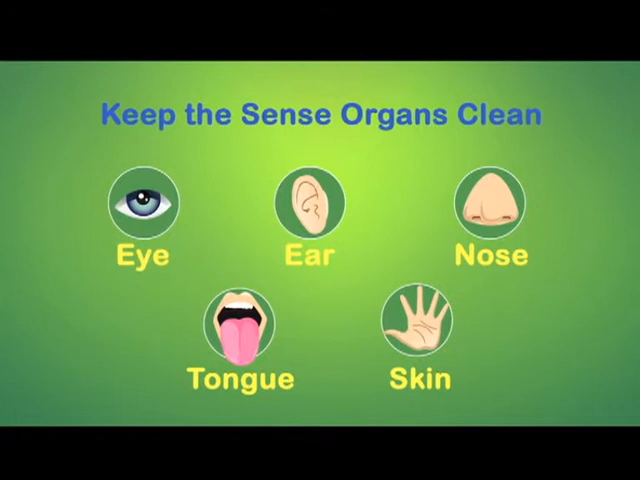 Keep the Sense Organs Clean
Eye
Ear
Nose
Tongue
Skin